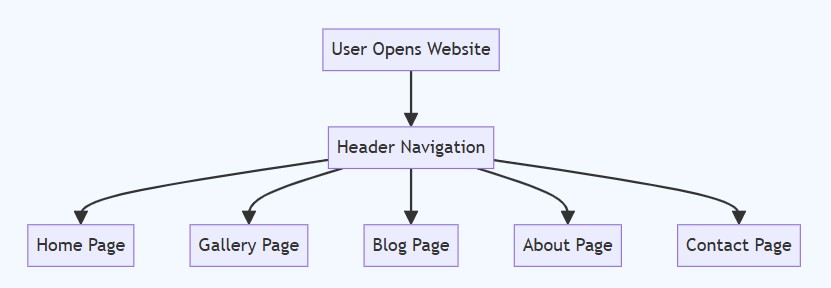 User Opens Website
Header Navigation
Home Page
Gallery Page
Blog Page
About Page
Contact Page